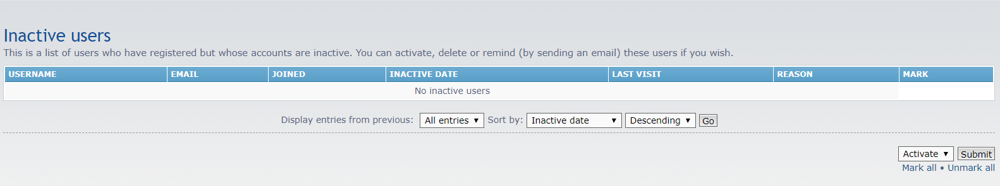 Inactive users
This is a list of users who have registered but whose accounts are inactive. You can activate, delete or remind (by sending an email) these users if you wish.
USERNAME EMAIL JOINED INACTIVE DATE LAST VISIT REASON MARK
No inactive users
Display entries from previous: All entries Sort by: Inactive date Descending Go
Activate Submit
Mark all • Unmark all